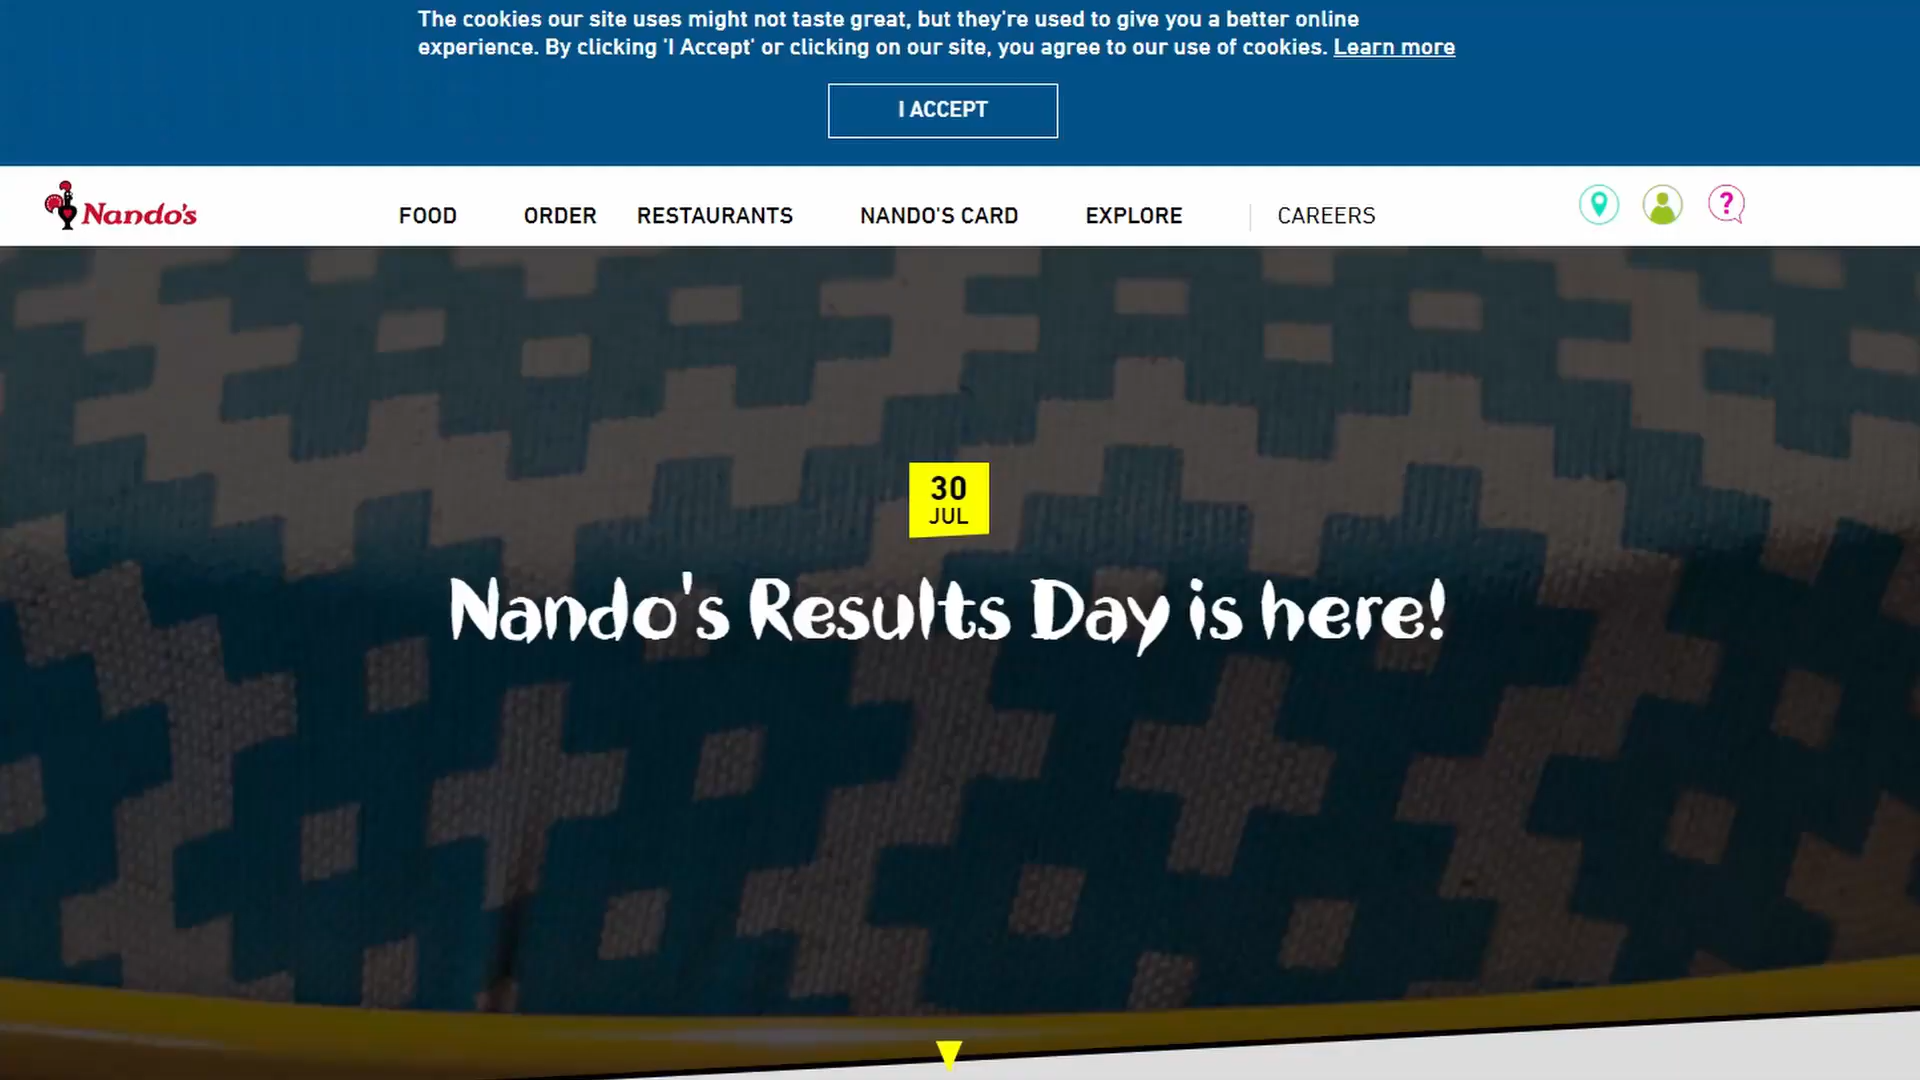 The cookies our site uses might not taste great, but they're used to give you a better online
experience. By clicking 'I Accept' or clicking on our site, you agree to our use of cookies. Learn more
I ACCEPT
Nando's
FOOD
ORDER
RESTAURANTS
NANDO'S CARD
EXPLORE
CAREERS
?
30
JUL
Nando's Results Day is here!